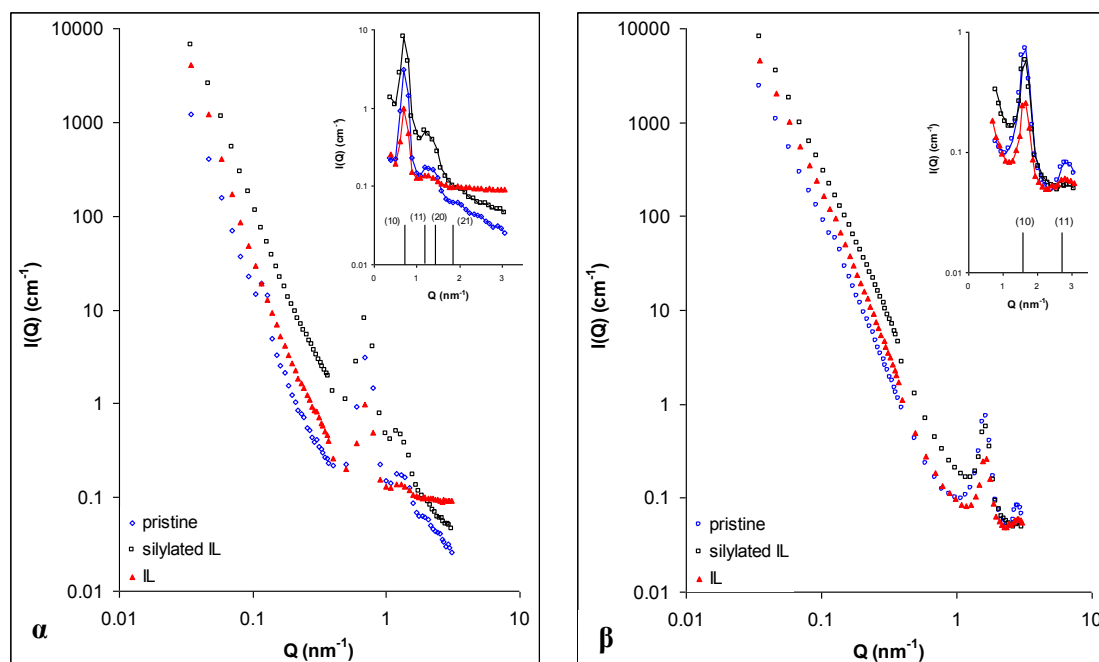 10000
1000
100
10
1
0.1
0.01
I(Q) (cm⁻¹)
0.01 0.1 1 10
Q (nm⁻¹)
pristine
silylated IL
IL
α
10
1
0.1
0.01
I(Q) (cm⁻¹)
(10) (11) (20) (21)
0 1 2 3
Q (nm⁻¹)
10000
1000
100
10
1
0.1
0.01
I(Q) (cm⁻¹)
0.01 0.1 1 10
Q (nm⁻¹)
pristine
silylated IL
IL
β
1
0.1
0.01
I(Q) (cm⁻¹)
(10) (11)
0 1 2 3
Q (nm⁻¹)